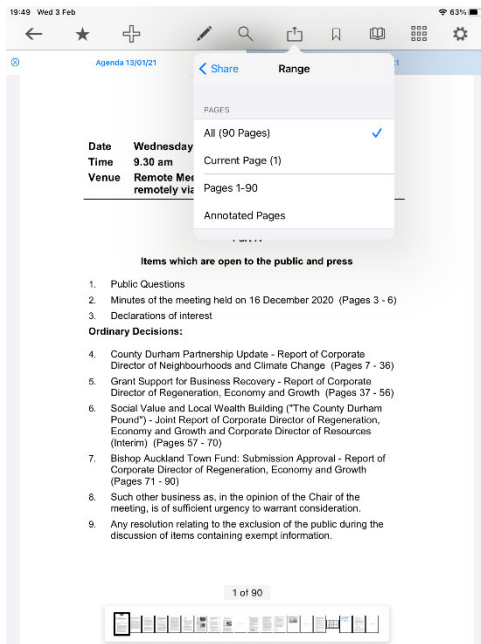 19:49 Wed 3 Feb
63%
Agenda 13/01/21
Share
Range
PAGES
All (90 Pages)
Current Page (1)
Pages 1-90
Annotated Pages
Date Wednesday
Time 9.30 am
Venue Remote
remotely via
Items which are open to the public and press
1. Public Questions
2. Minutes of the meeting held on 16 December 2020 (Pages 3 - 6)
3. Declarations of interest
Ordinary Decisions:
4. County Durham Partnership Update - Report of Corporate
Director of Neighbourhoods and Climate Change (Pages 7 - 36)
5. Grant Support for Business Recovery - Report of Corporate
Director of Regeneration, Economy and Growth (Pages 37 - 56)
6. Social Value and Local Wealth Building ("The County Durham
Pound") - Joint Report of Corporate Director of Regeneration,
Economy and Growth and Corporate Director of Resources
(Interim) (Pages 57 - 70)
7. Bishop Auckland Town Fund: Submission Approval - Report of
Corporate Director of Regeneration, Economy and Growth
(Pages 71 - 90)
8. Such other business as, in the opinion of the Chair of the
meeting, is of sufficient urgency to warrant consideration.
9. Any resolution relating to the exclusion of the public during the
discussion of items containing exempt information.
1 of 90